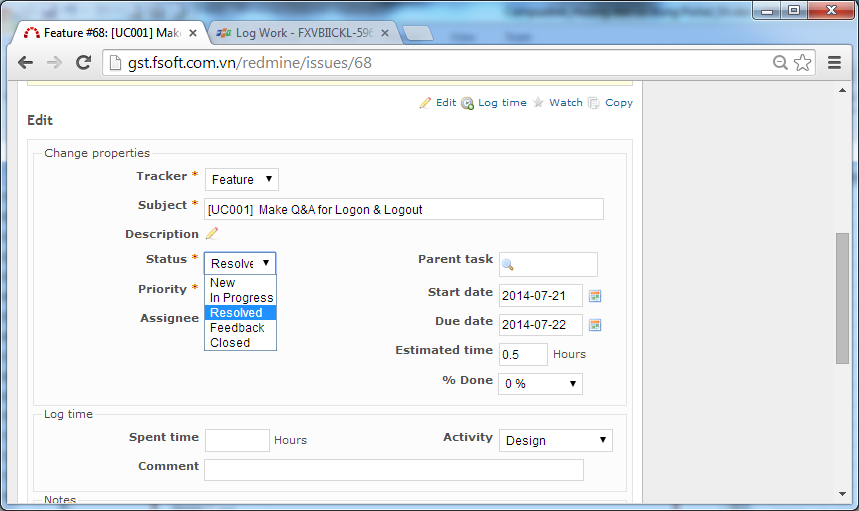 Feature #68: [UC001] Mak
Log Work - FXVBIICKL-596
gst.fsoft.com.vn/redmine/issues/68
Edit Log time Watch Copy
Edit
Change properties
Tracker * Feature
Subject * [UC001] Make Q&A for Logon & Logout
Description
Status * Resolve Parent task
New
In Progress
Resolved
Feedback
Closed
Priority * Start date 2014-07-21
Assignee Due date 2014-07-22
Estimated time 0.5 Hours
% Done 0 %
Log time
Spent time Hours Activity Design
Comment
Notes